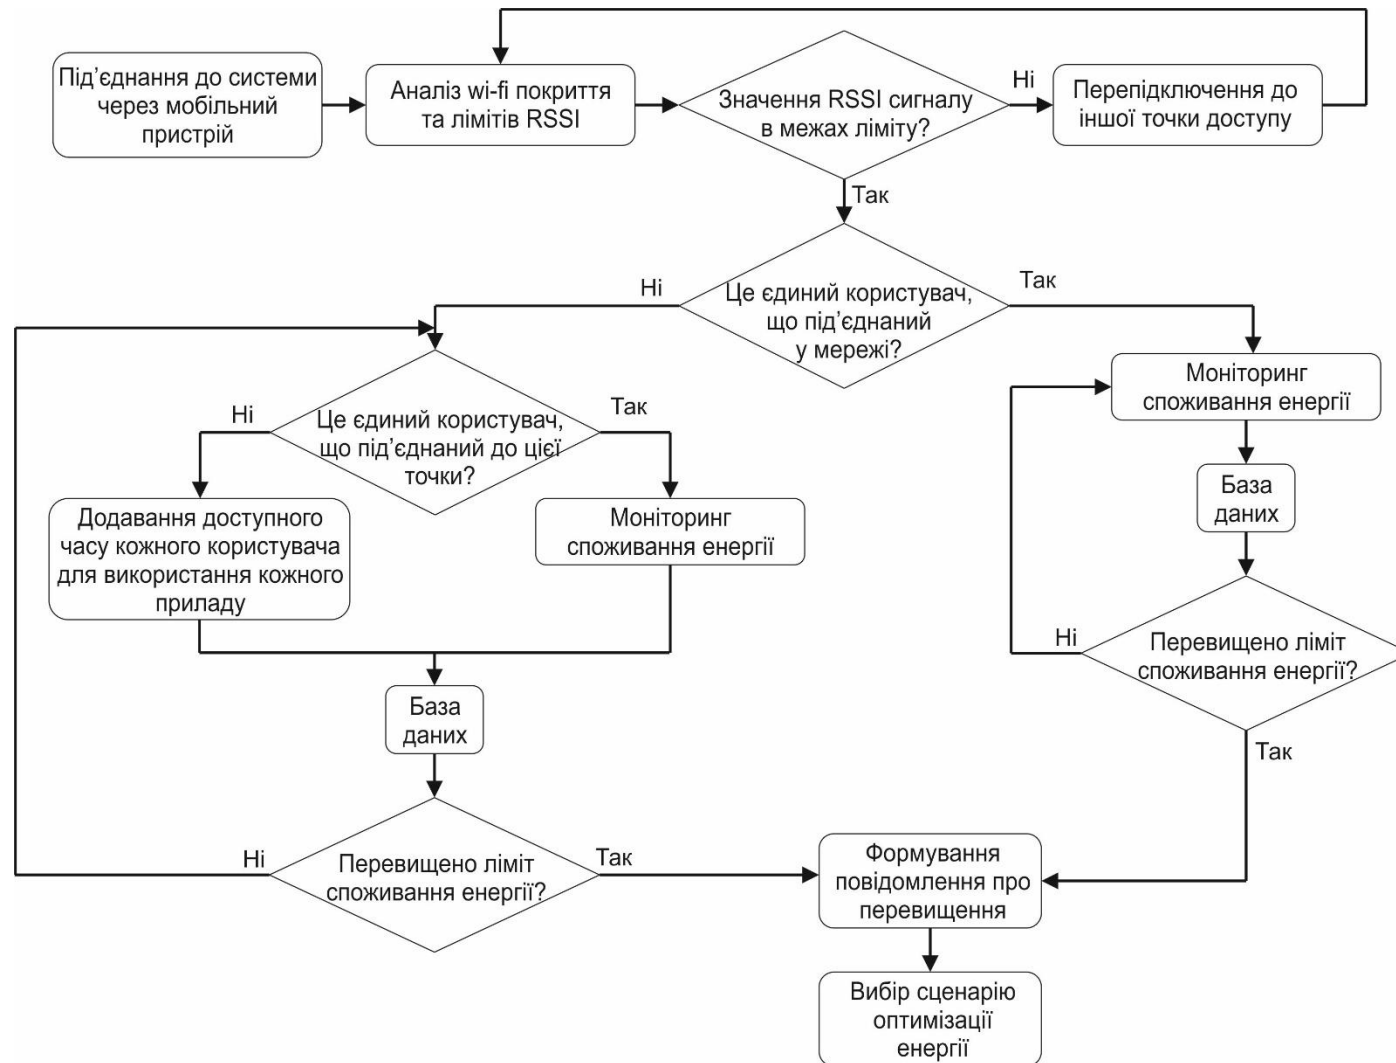 Під’єднання до системи
через мобільний
пристрій
Аналіз wi-fi покриття
та лімітів RSSI
Значення RSSI сигналу
в межах ліміту?
Ні
Перепідключення до
іншої точки доступу
Так
Це єдиний користувач,
що під’єднаний
у мережі?
Ні
Так
Це єдиний користувач,
що під’єднаний до цієї
точки?
Ні
Так
Додавання доступного
часу кожного користувача
для використання кожного
приладу
Моніторинг
споживання енергії
База
даних
Перевищено ліміт
споживання енергії?
Ні
Так
Моніторинг
споживання енергії
База
даних
Перевищено ліміт
споживання енергії?
Ні
Так
Формування
повідомлення про
перевищення
Вибір сценарію
оптимізації
енергії